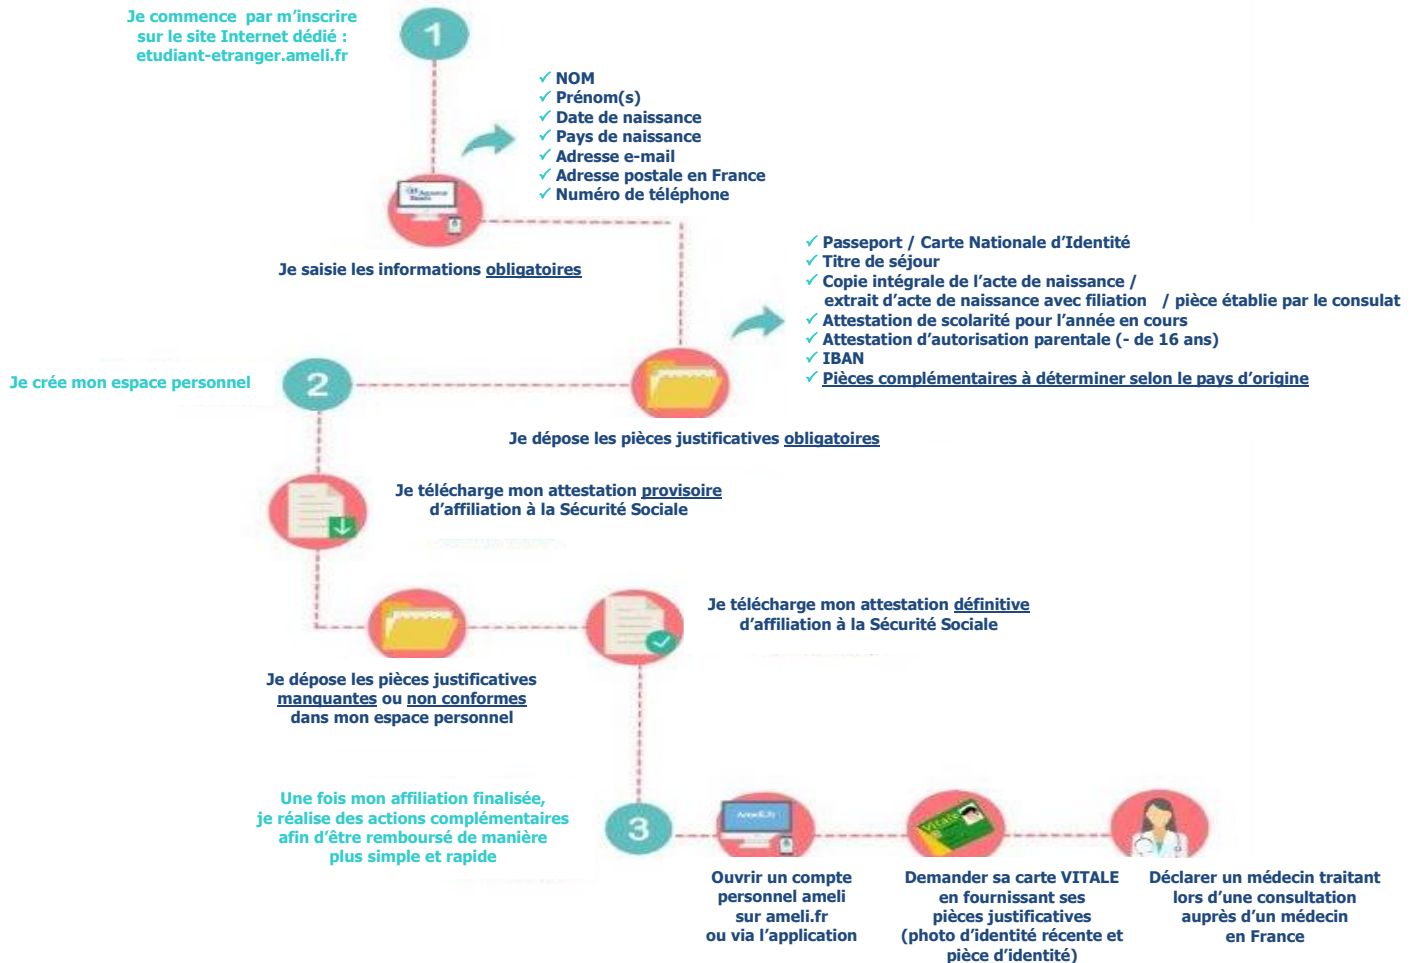 Je commence par m'inscrire
sur le site Internet dédié :
etudiant-etranger.ameli.fr
1
✓ NOM
✓ Prénom(s)
✓ Date de naissance
✓ Pays de naissance
✓ Adresse e-mail
✓ Adresse postale en France
✓ Numéro de téléphone
Je saisie les informations obligatoires
✓ Passeport / Carte Nationale d'Identité
✓ Titre de séjour
✓ Copie intégrale de l'acte de naissance /
extrait d'acte de naissance avec filiation / pièce établie par le consulat
✓ Attestation de scolarité pour l'année en cours
✓ Attestation d'autorisation parentale (- de 16 ans)
✓ IBAN
✓ Pièces complémentaires à déterminer selon le pays d'origine
Je crée mon espace personnel
2
Je dépose les pièces justificatives obligatoires
Je télécharge mon attestation provisoire
d'affiliation à la Sécurité Sociale
Je télécharge mon attestation définitive
d'affiliation à la Sécurité Sociale
Je dépose les pièces justificatives
manquantes ou non conformes
dans mon espace personnel
Une fois mon affiliation finalisée,
je réalise des actions complémentaires
afin d'être remboursé de manière
plus simple et rapide
3
Ameli.fr
Vitale
Ouvrir un compte
personnel ameli
sur ameli.fr
ou via l'application
Demander sa carte VITALE
en fournissant ses
pièces justificatives
(photo d'identité récente et
pièce d'identité)
Déclarer un médecin traitant
lors d'une consultation
auprès d'un médecin
en France